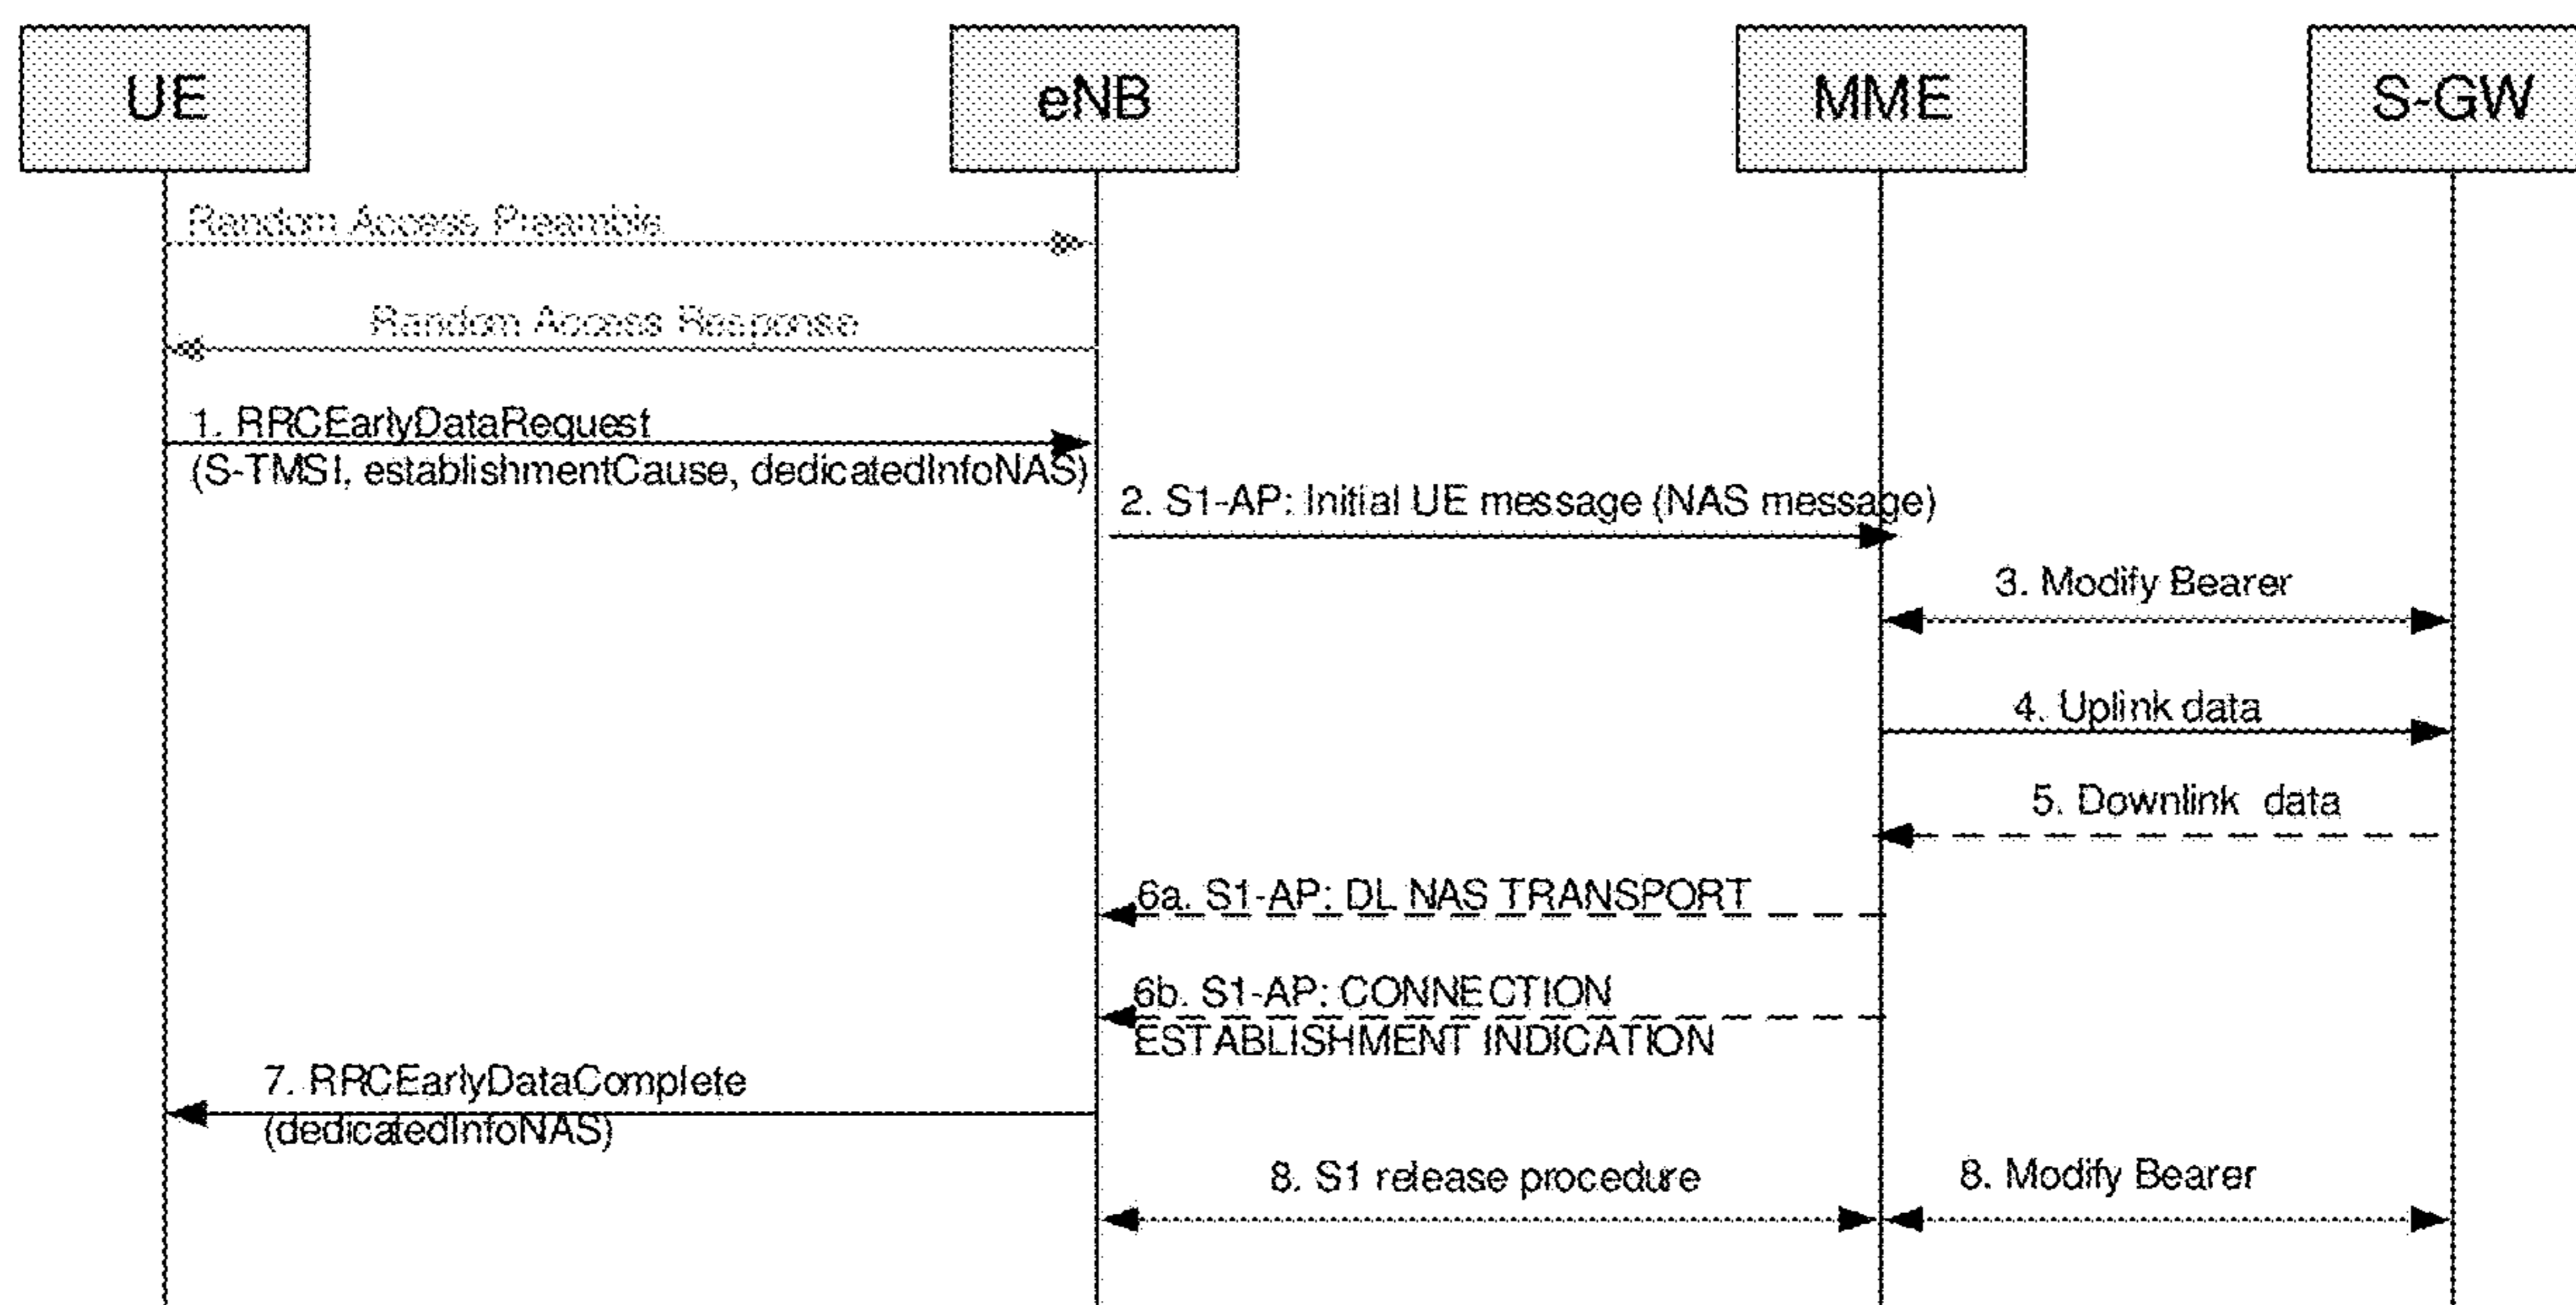 UE
eNB
MME
S-GW
Random Access Preamble
Random Access Response
1. RRCEarlyDataRequest
(S-TMSI, establishmentCause, dedicatedInfoNAS)
2. S1-AP: Initial UE message (NAS message)
3. Modify Bearer
4. Uplink data
5. Downlink data
6a. S1-AP: DL NAS TRANSPORT
6b. S1-AP: CONNECTION
ESTABLISHMENT INDICATION
7. RRCEarlyDataComplete
(dedicatedInfoNAS)
8. S1 release procedure
8. Modify Bearer